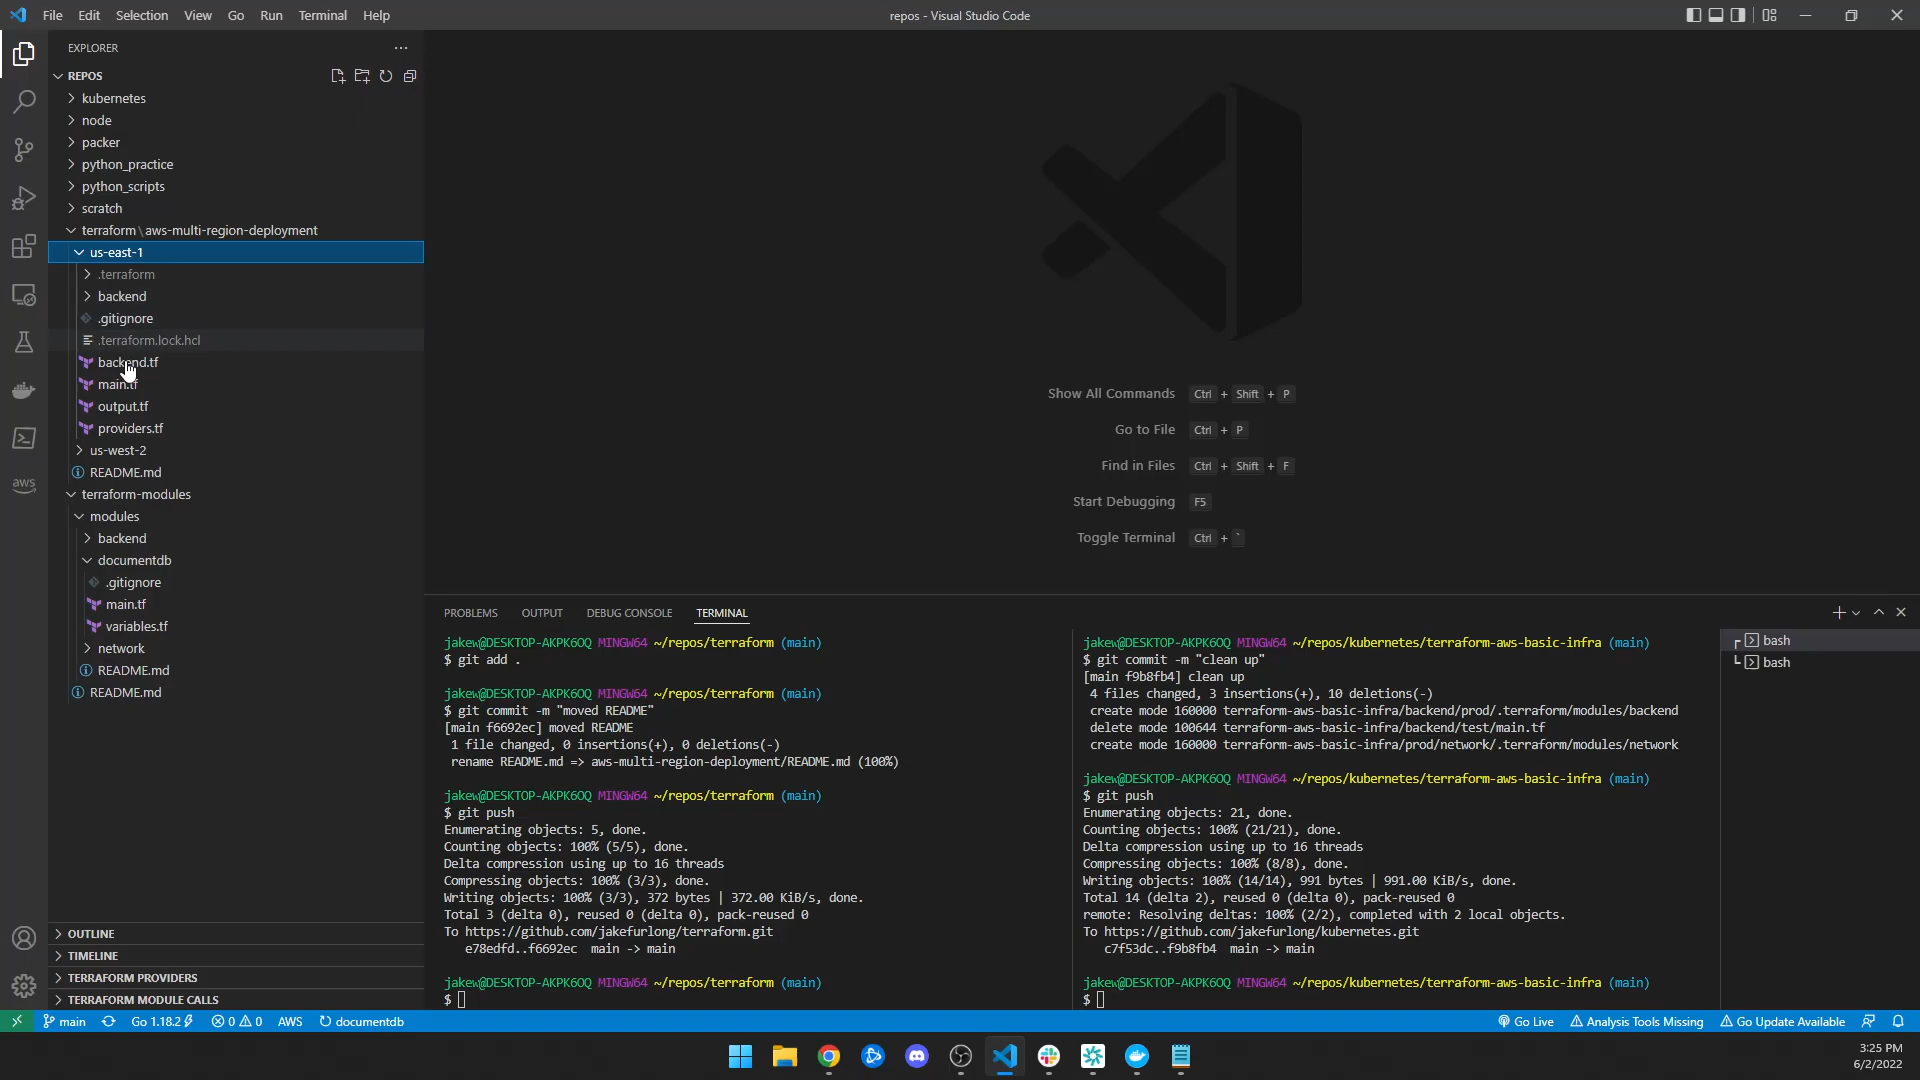 File Edit Selection View Go Run Terminal Help
repos - Visual Studio Code
EXPLORER
REPOS
kubernetes
node
packer
python_practice
python_scripts
scratch
terraform\aws-multi-region-deployment
us-east-1
.terraform
backend
.gitignore
.terraform.lock.hcl
backend.tf
main.tf
output.tf
providers.tf
us-west-2
README.md
terraform-modules
modules
backend
documentdb
.gitignore
main.tf
variables.tf
network
README.md
README.md
OUTLINE
TIMELINE
TERRAFORM PROVIDERS
TERRAFORM MODULE CALLS
aws
Show All Commands Ctrl + Shift + P
Go to File Ctrl + P
Find in Files Ctrl + Shift + F
Start Debugging F5
Toggle Terminal Ctrl + `
PROBLEMS OUTPUT DEBUG CONSOLE TERMINAL
jakew@DESKTOP-AKPK6OQ MINGW64 ~/repos/terraform (main)
$ git add .
jakew@DESKTOP-AKPK6OQ MINGW64 ~/repos/terraform (main)
$ git commit -m "moved README"
[main f6692ec] moved README
1 file changed, 0 insertions(+), 0 deletions(-)
rename README.md => aws-multi-region-deployment/README.md (100%)
jakew@DESKTOP-AKPK6OQ MINGW64 ~/repos/terraform (main)
$ git push
Enumerating objects: 5, done.
Counting objects: 100% (5/5), done.
Delta compression using up to 16 threads
Compressing objects: 100% (3/3), done.
Writing objects: 100% (3/3), 372 bytes | 372.00 KiB/s, done.
Total 3 (delta 0), reused 0 (delta 0), pack-reused 0
To https://github.com/jakefurlong/terraform.git
e78edfd..f6692ec main -> main
jakew@DESKTOP-AKPK6OQ MINGW64 ~/repos/terraform (main)
$
jakew@DESKTOP-AKPK6OQ MINGW64 ~/repos/kubernetes/terraform-aws-basic-infra (main)
$ git commit -m "clean up"
[main f9b8fb4] clean up
4 files changed, 3 insertions(+), 10 deletions(-)
create mode 160000 terraform-aws-basic-infra/backend/prod/.terraform/modules/backend
delete mode 100644 terraform-aws-basic-infra/backend/test/main.tf
create mode 160000 terraform-aws-basic-infra/prod/network/.terraform/modules/network
jakew@DESKTOP-AKPK6OQ MINGW64 ~/repos/kubernetes/terraform-aws-basic-infra (main)
$ git push
Enumerating objects: 21, done.
Counting objects: 100% (21/21), done.
Delta compression using up to 16 threads
Compressing objects: 100% (8/8), done.
Writing objects: 100% (14/14), 991 bytes | 991.00 KiB/s, done.
Total 14 (delta 2), reused 0 (delta 0), pack-reused 0
remote: Resolving deltas: 100% (2/2), completed with 2 local objects.
To https://github.com/jakefurlong/kubernetes.git
c7f53dc..f9b8fb4 main -> main
jakew@DESKTOP-AKPK6OQ MINGW64 ~/repos/kubernetes/terraform-aws-basic-infra (main)
$
bash
bash
main Go 1.18.2 0 0 AWS documentdb
Go Live Analysis Tools Missing Go Update Available
3:25 PM
6/2/2022